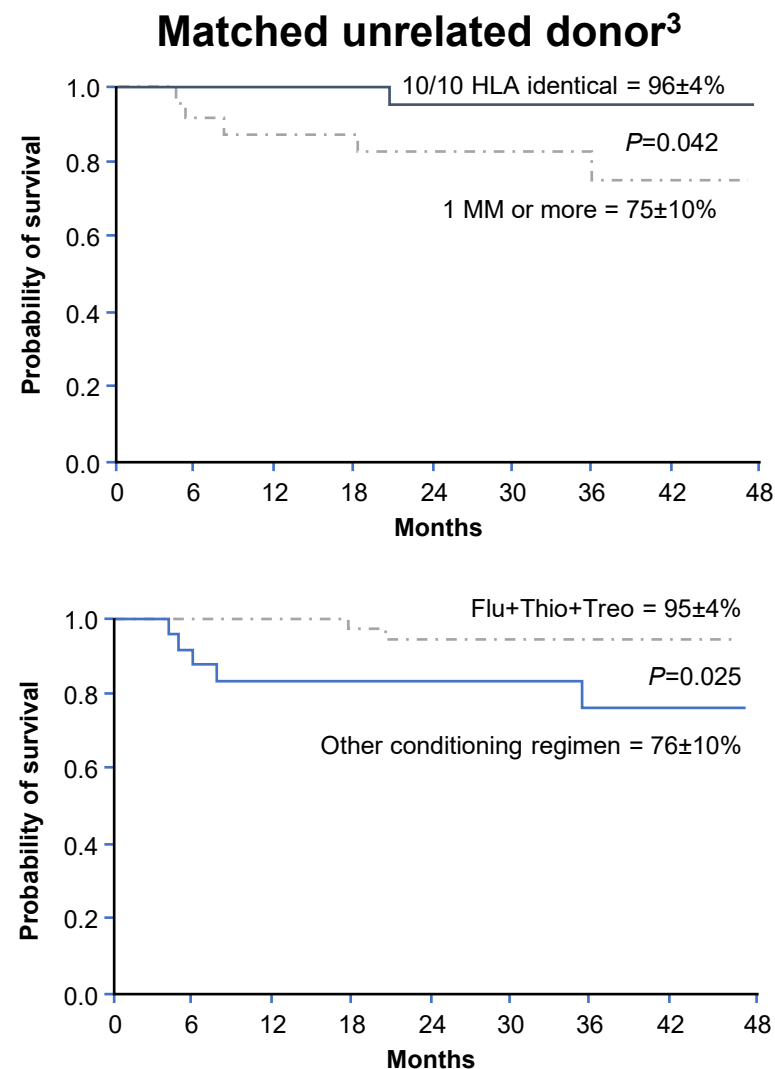 Matched unrelated donor³
Probability of survival
1.0
0.8
0.6
0.4
0.2
0.0
10/10 HLA identical = 96±4%
P=0.042
1 MM or more = 75±10%
0 6 12 18 24 30 36 42 48
Months
Probability of survival
1.0
0.8
0.6
0.4
0.2
0.0
Flu+Thio+Treo = 95±4%
P=0.025
Other conditioning regimen = 76±10%
0 6 12 18 24 30 36 42 48
Months